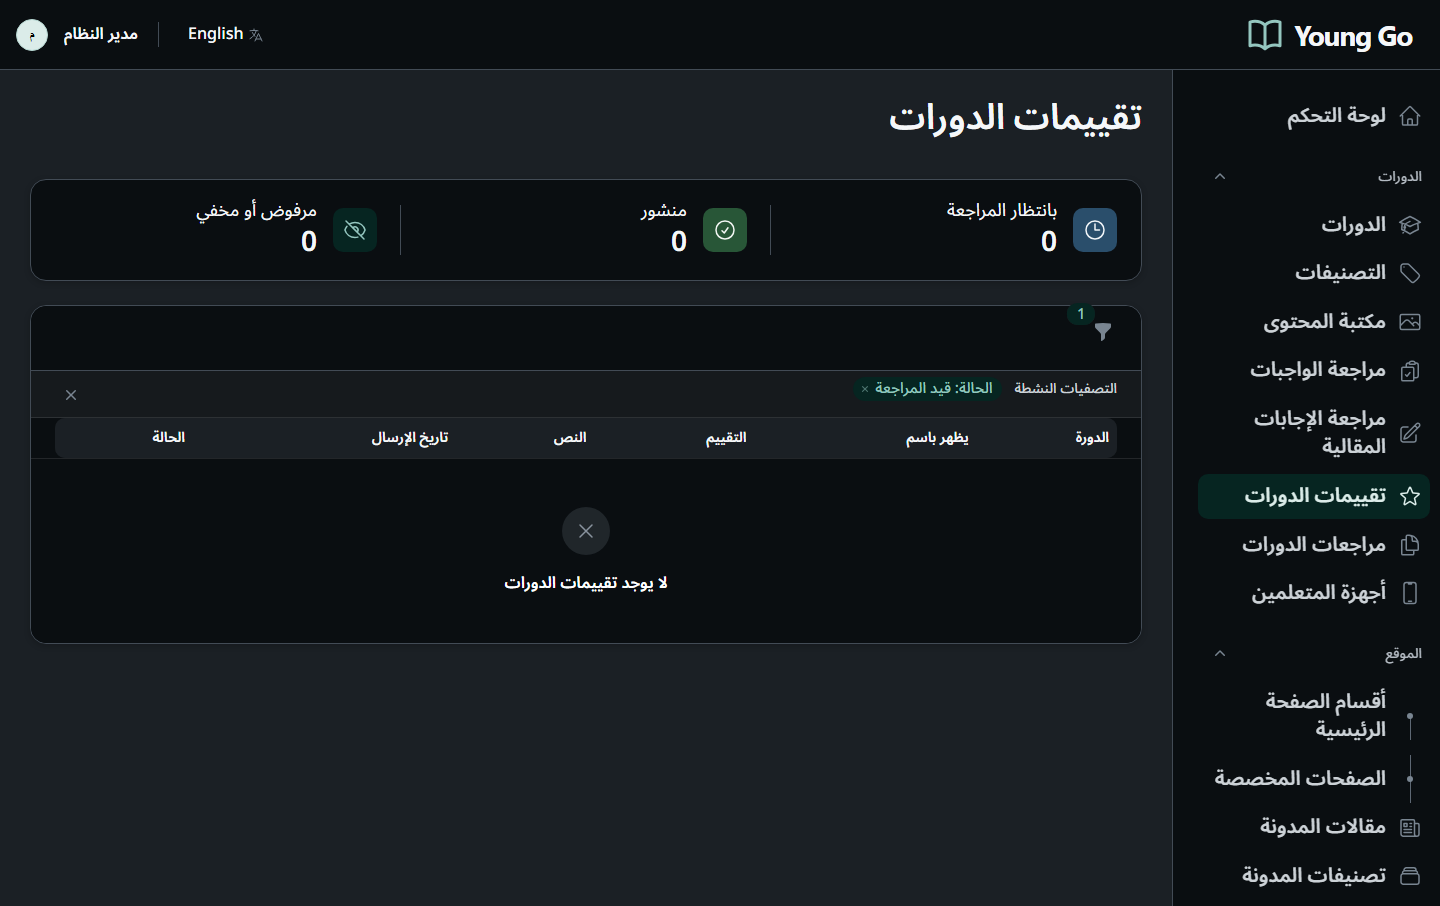 Young Go
English
مدير النظام
م
لوحة التحكم
الدورات
الدورات
التصنيفات
مكتبة المحتوى
مراجعة الواجبات
مراجعة الإجابات
المقالية
تقييمات الدورات
مراجعات الدورات
أجهزة المتعلمين
الموقع
أقسام الصفحة
الرئيسية
الصفحات المخصصة
مقالات المدونة
تصنيفات المدونة
تقييمات الدورات
بانتظار المراجعة
0
منشور
0
مرفوض أو مخفي
0
1
التصفيات النشطة
الحالة: قيد المراجعة
الدورة يظهر باسم التقييم النص تاريخ الإرسال الحالة
لا يوجد تقييمات الدورات